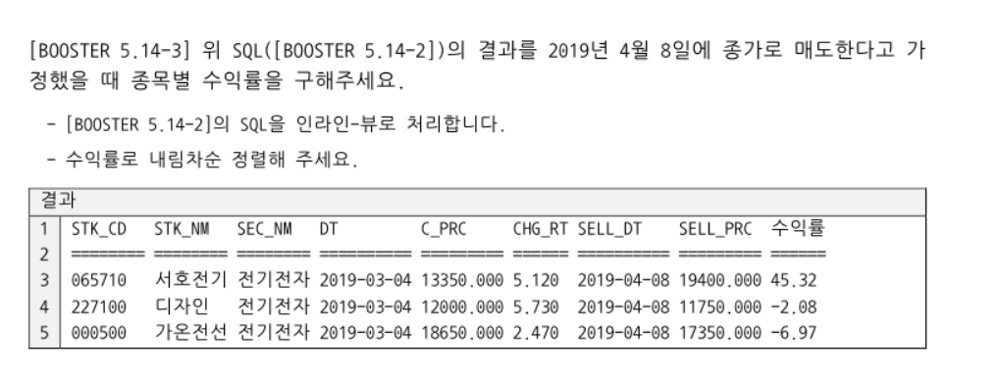 [BOOSTER 5.14-3] 위 SQL([BOOSTER 5.14-2])의 결과를 2019년 4월 8일에 종가로 매도한다고 가
정했을 때 종목별 수익률을 구해주세요.
- [BOOSTER 5.14-2]의 SQL을 인라인-뷰로 처리합니다.
- 수익률로 내림차순 정렬해 주세요.
결과
1 STK_CD STK_NM SEC_NM DT C_PRC CHG_RT SELL_DT SELL_PRC 수익률
2 ======== ======== ======== ========== ========= ====== ========== ========= ======
3 065710 서호전기 전기전자 2019-03-04 13350.000 5.120 2019-04-08 19400.000 45.32
4 227100 디자인 전기전자 2019-03-04 12000.000 5.730 2019-04-08 11750.000 -2.08
5 000500 가온전선 전기전자 2019-03-04 18650.000 2.470 2019-04-08 17350.000 -6.97